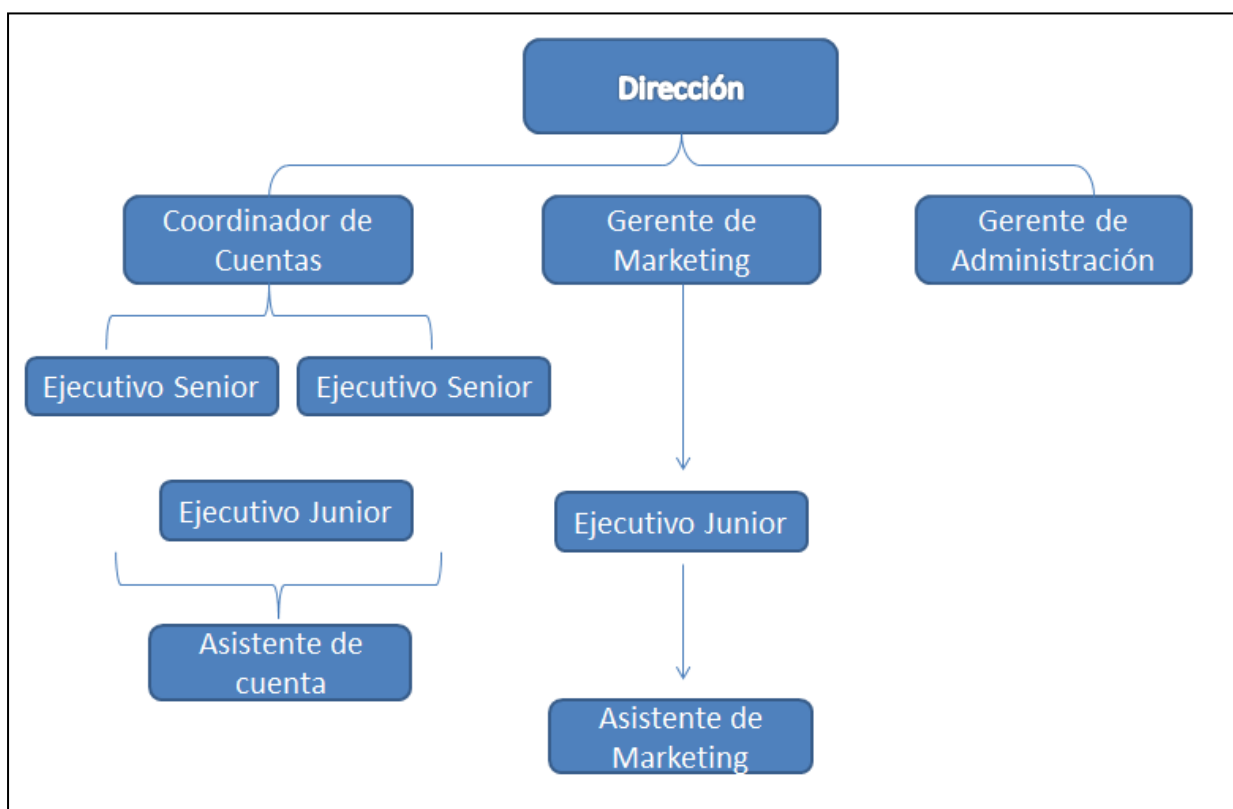 Dirección
Coordinador de
Cuentas
Gerente de
Marketing
Gerente de
Administración
Ejecutivo Senior
Ejecutivo Senior
Ejecutivo Junior
Ejecutivo Junior
Asistente de
cuenta
Asistente de
Marketing